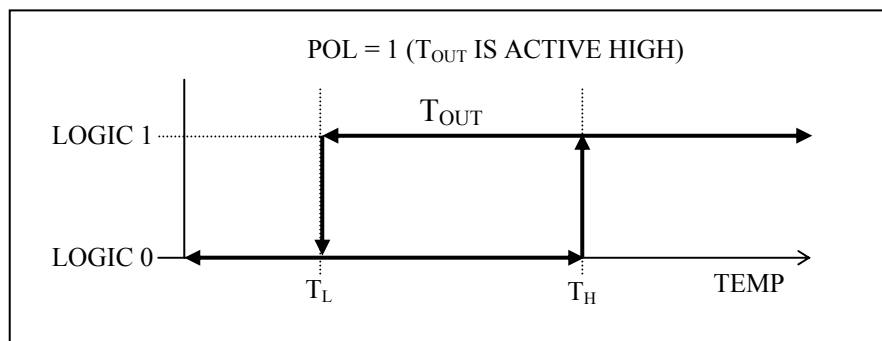 POL = 1 (TOUT IS ACTIVE HIGH)
TOUT
LOGIC 1
LOGIC 0
TL
TH
TEMP